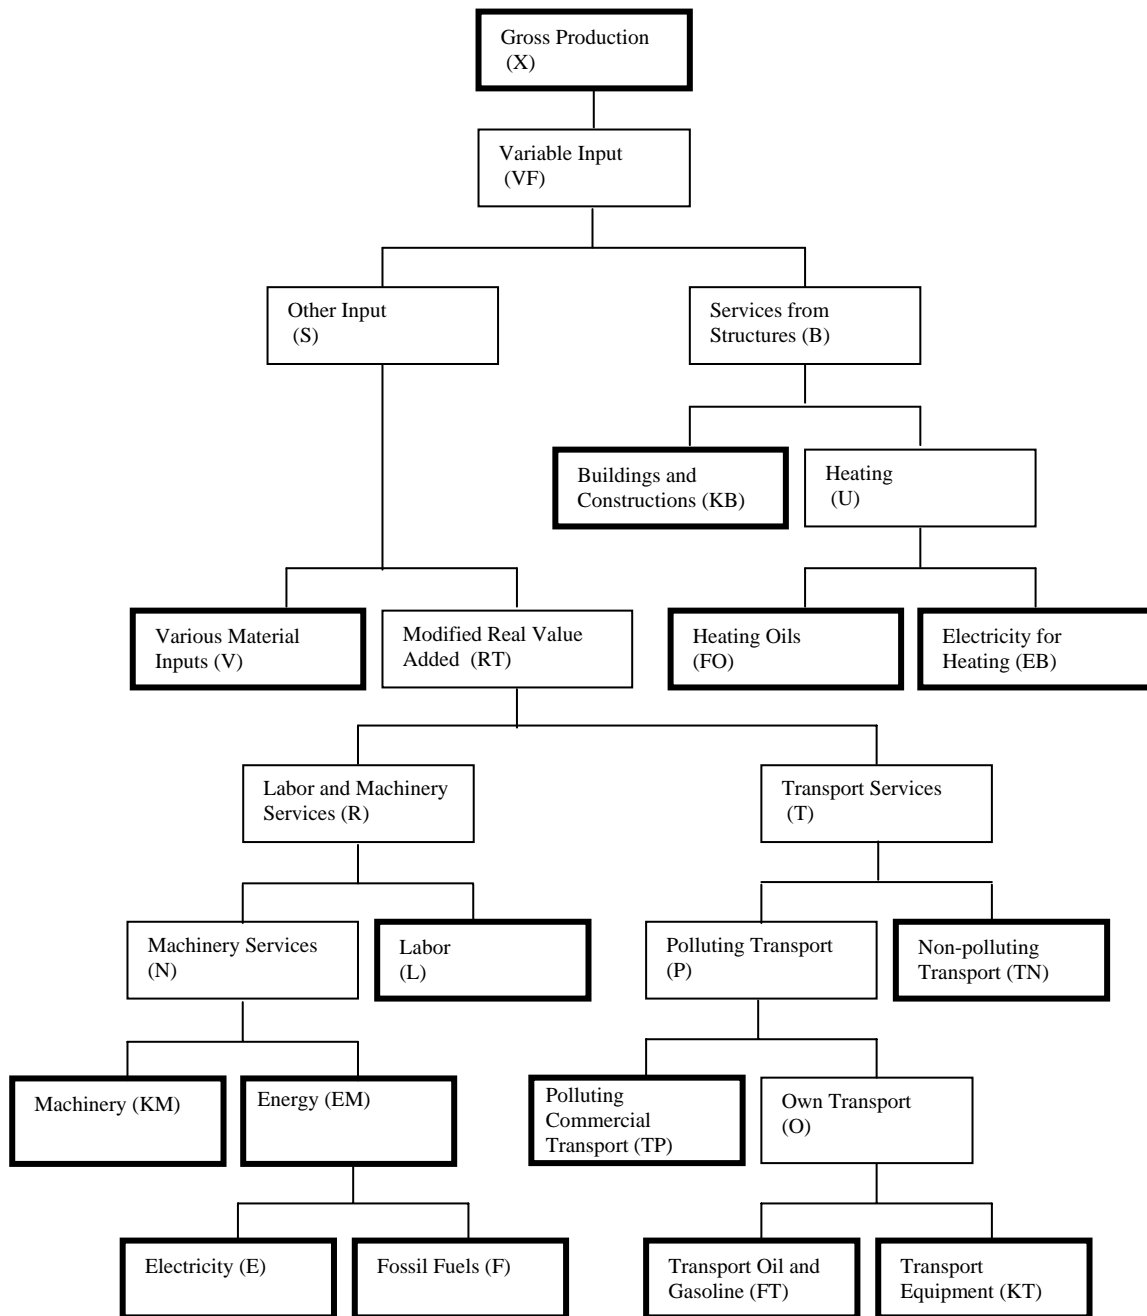 Gross Production
(X)
Variable Input
(VF)
Other Input
(S)
Services from
Structures (B)
Buildings and
Constructions (KB)
Heating
(U)
Various Material
Inputs (V)
Modified Real Value
Added (RT)
Heating Oils
(FO)
Electricity for
Heating (EB)
Labor and Machinery
Services (R)
Transport Services
(T)
Machinery Services
(N)
Labor
(L)
Polluting Transport
(P)
Non-polluting
Transport (TN)
Machinery (KM)
Energy (EM)
Polluting
Commercial
Transport (TP)
Own Transport
(O)
Electricity (E)
Fossil Fuels (F)
Transport Oil and
Gasoline (FT)
Transport
Equipment (KT)